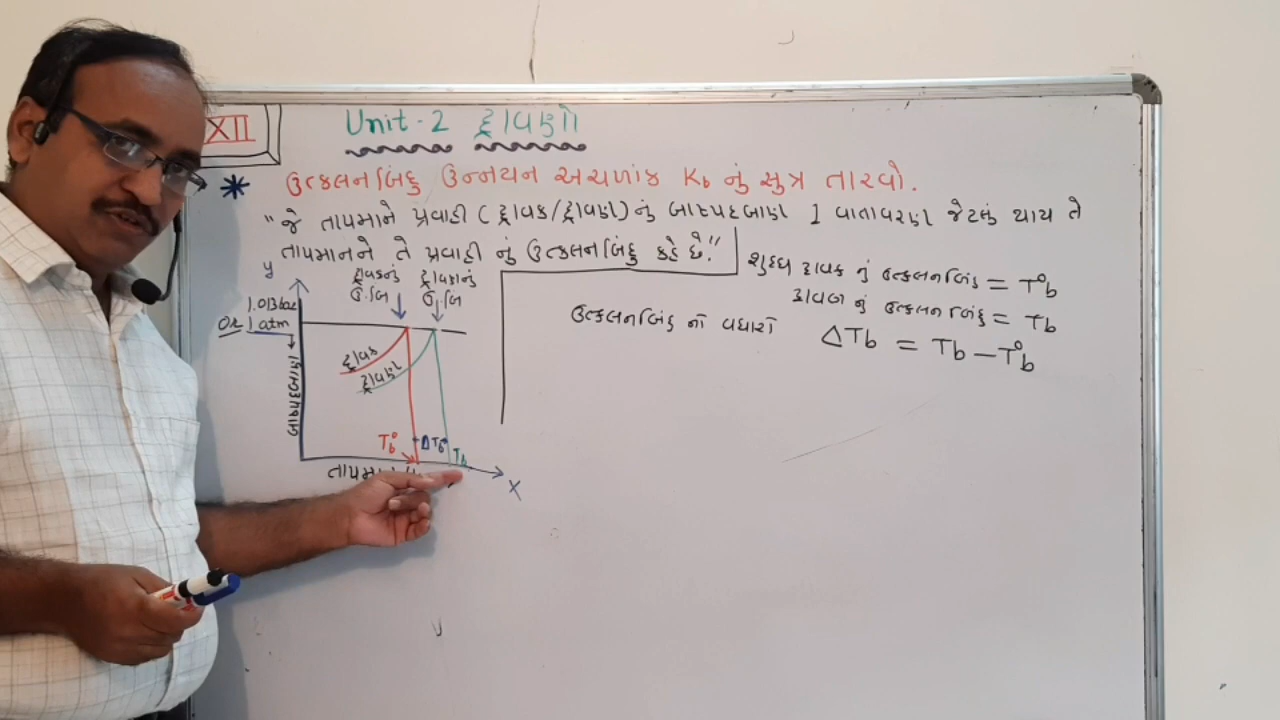 XII
Unit-2 દ્રાવણો
* ઉત્કલનબિંદુ ઉન્નયન અચળાંક Kb નું સુત્ર તારવો.
"જે તાપમાને પ્રવાહી (દ્રાવક/દ્રાવણ) નું બાષ્પદબાણ 1 વાતાવરણ જેટલું થાય તે
તાપમાનને તે પ્રવાહી નું ઉત્કલનબિંદુ કહે છે."
શુદ્ધ દ્રાવક નું ઉત્કલનબિંદુ = T°b
દ્રાવણ નું ઉત્કલનબિંદુ = Tb
ઉત્કલનબિંદુ નો વધારો ΔTb = Tb – T°b
y
દ્રાવકનું ઉ.બિ
દ્રાવણનું ઉ.બિ
1.013 bar
OR 1 atm
દ્રાવક
દ્રાવણ
બાષ્પદબાણ
T°b ΔTb Tb
X